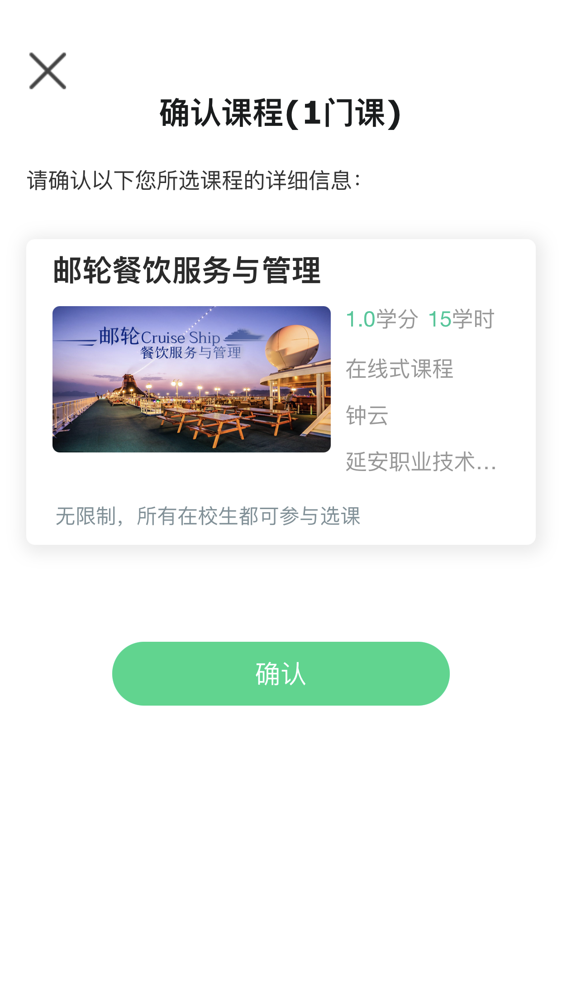 确认课程(1门课)
请确认以下您所选课程的详细信息：
邮轮餐饮服务与管理
邮轮Cruise Ship
餐饮服务与管理
1.0学分 15学时
在线式课程
钟云
延安职业技术...
无限制，所有在校生都可参与选课
确认